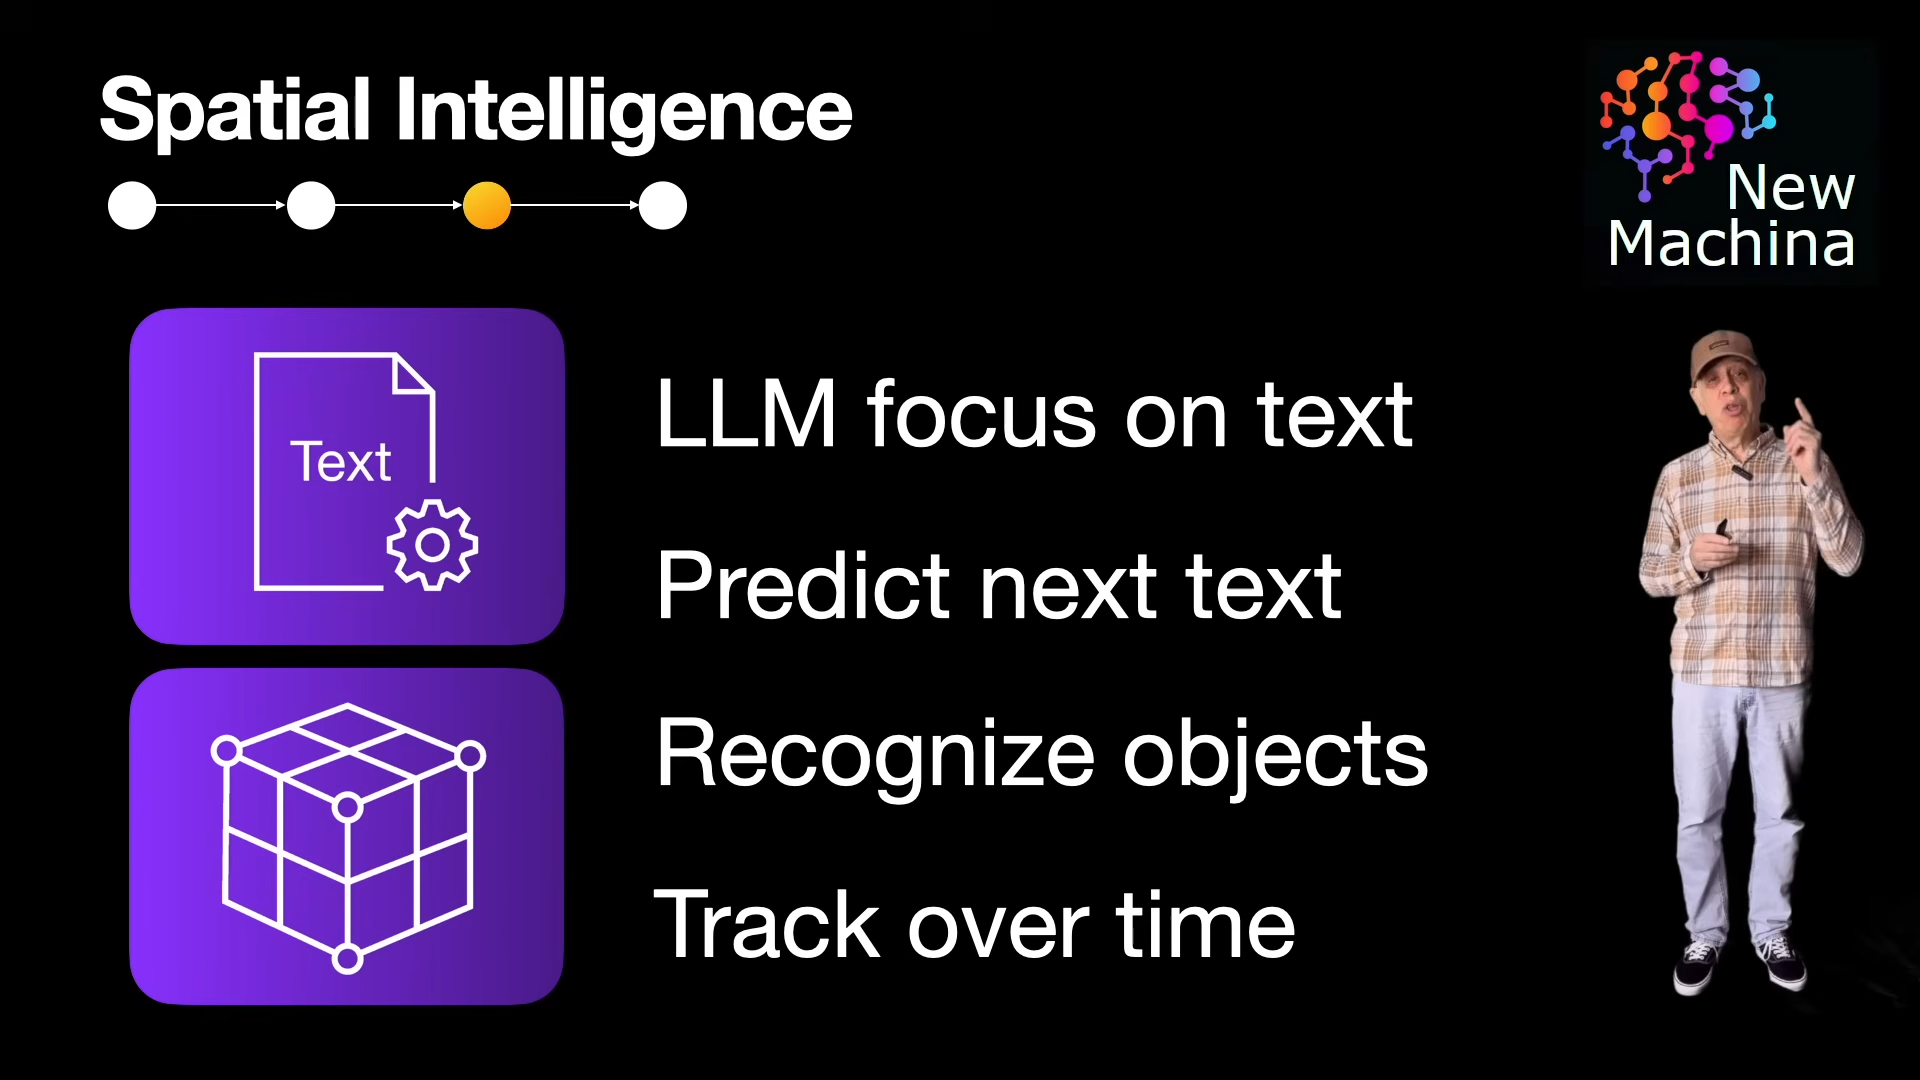 Spatial Intelligence
New
Machina
Text
LLM focus on text
Predict next text
Recognize objects
Track over time